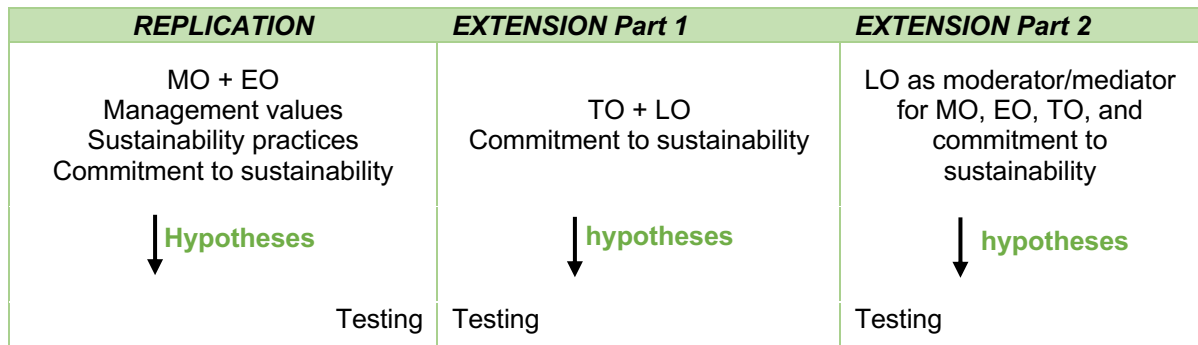 REPLICATION
EXTENSION Part 1
EXTENSION Part 2
MO + EO
Management values
Sustainability practices
Commitment to sustainability
TO + LO
Commitment to sustainability
LO as moderator/mediator
for MO, EO, TO, and
commitment to
sustainability
Hypotheses
hypotheses
hypotheses
Testing
Testing
Testing